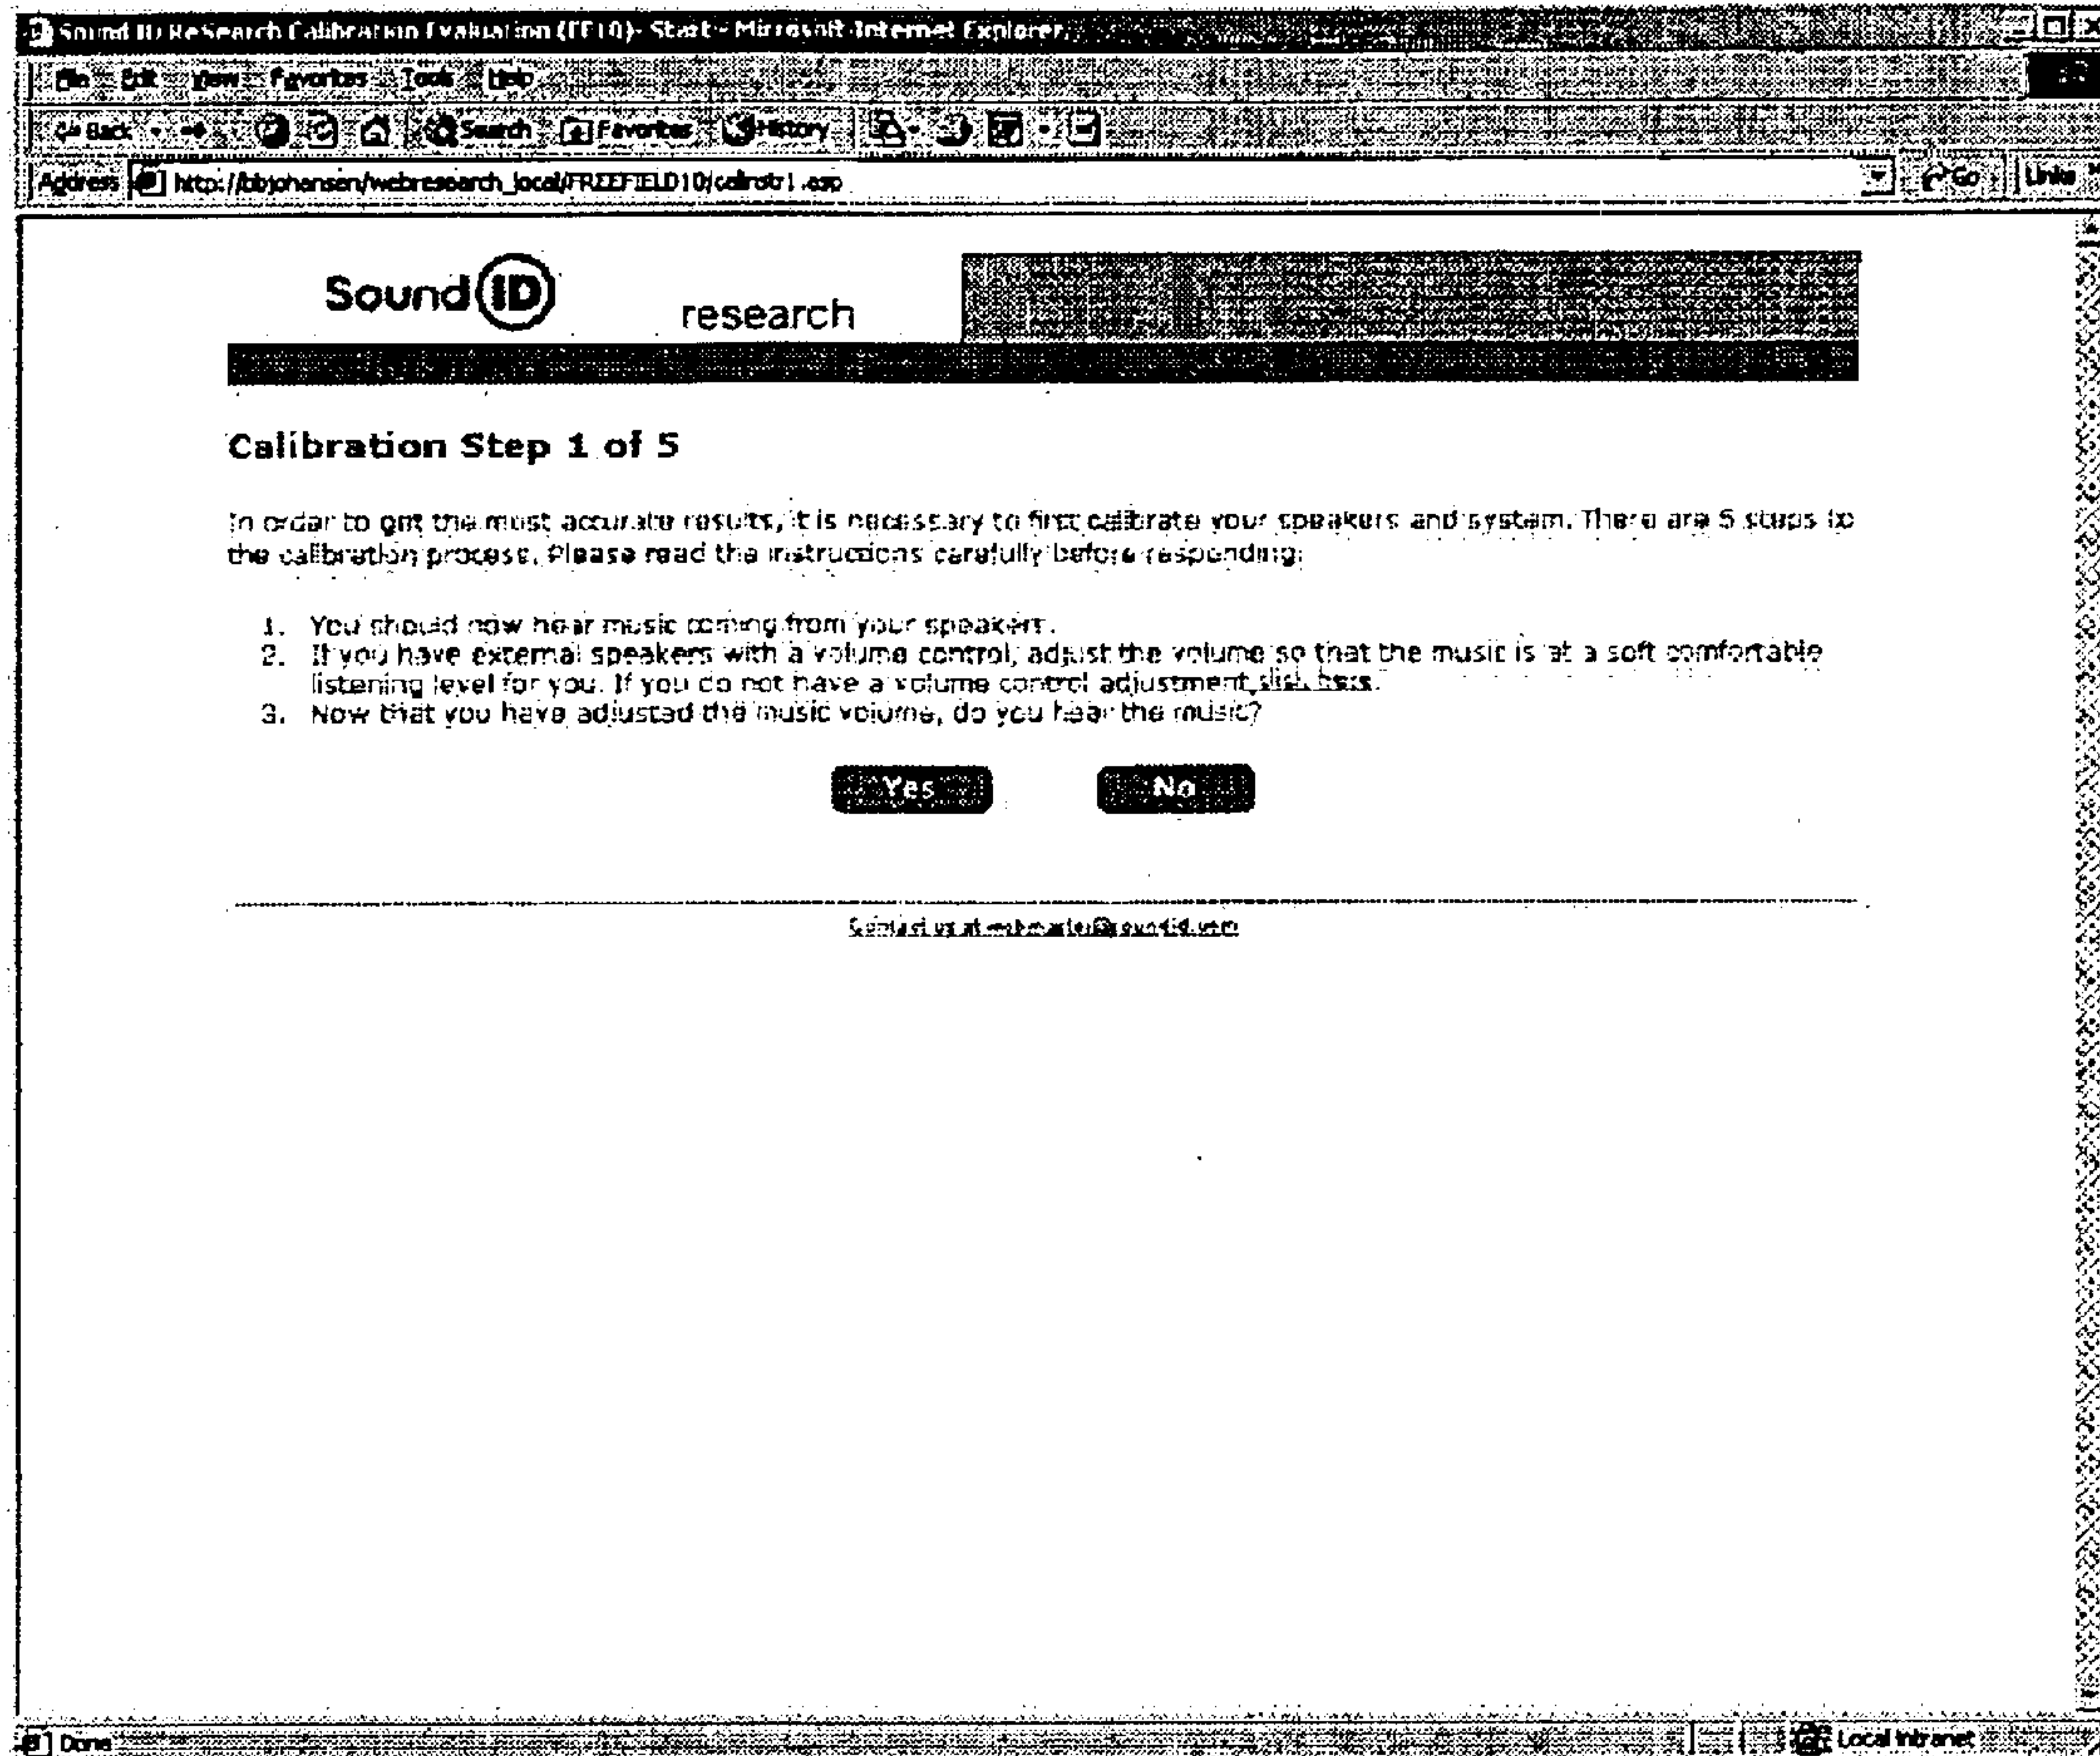 Sound ID ReSearch Calibration Evaluation (FF10)- Start - Microsoft Internet Explorer
File Edit View Favorites Tools Help
Back Search Favorites History
Address http://bbjohansen/webresearch_local/FREEFIELD10/calinstr1.asp Go Links
Sound ID research
Calibration Step 1 of 5
In order to get the most accurate results, it is necessary to first calibrate your speakers and system. There are 5 steps to
the calibration process. Please read the instructions carefully before responding:
1. You should now hear music coming from your speakers.
2. If you have external speakers with a volume control, adjust the volume so that the music is at a soft comfortable
listening level for you. If you do not have a volume control adjustment click here.
3. Now that you have adjusted the music volume, do you hear the music?
Yes No
Contact us at webmaster@soundid.com
Done Local intranet